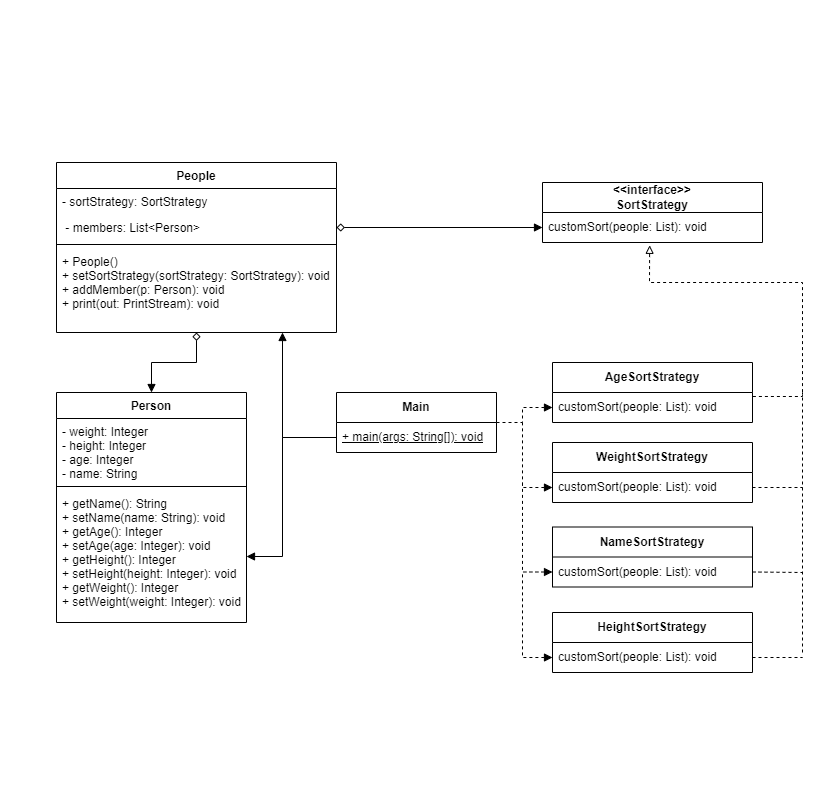 People
- sortStrategy: SortStrategy
- members: List<Person>
+ People()
+ setSortStrategy(sortStrategy: SortStrategy): void
+ addMember(p: Person): void
+ print(out: PrintStream): void
<<interface>>
SortStrategy
customSort(people: List): void
Person
- weight: Integer
- height: Integer
- age: Integer
- name: String
+ getName(): String
+ setName(name: String): void
+ getAge(): Integer
+ setAge(age: Integer): void
+ getHeight(): Integer
+ setHeight(height: Integer): void
+ getWeight(): Integer
+ setWeight(weight: Integer): void
Main
+ main(args: String[]): void
AgeSortStrategy
customSort(people: List): void
WeightSortStrategy
customSort(people: List): void
NameSortStrategy
customSort(people: List): void
HeightSortStrategy
customSort(people: List): void